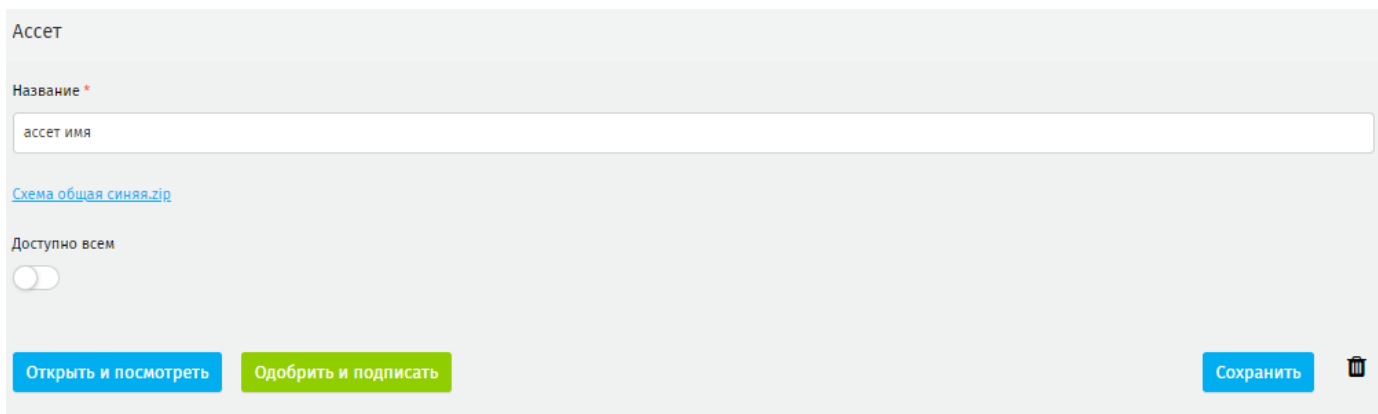 Ассет
Название *
ассет имя
Схема общая синяя.zip
Доступно всем
Открыть и посмотреть Одобрить и подписать Сохранить